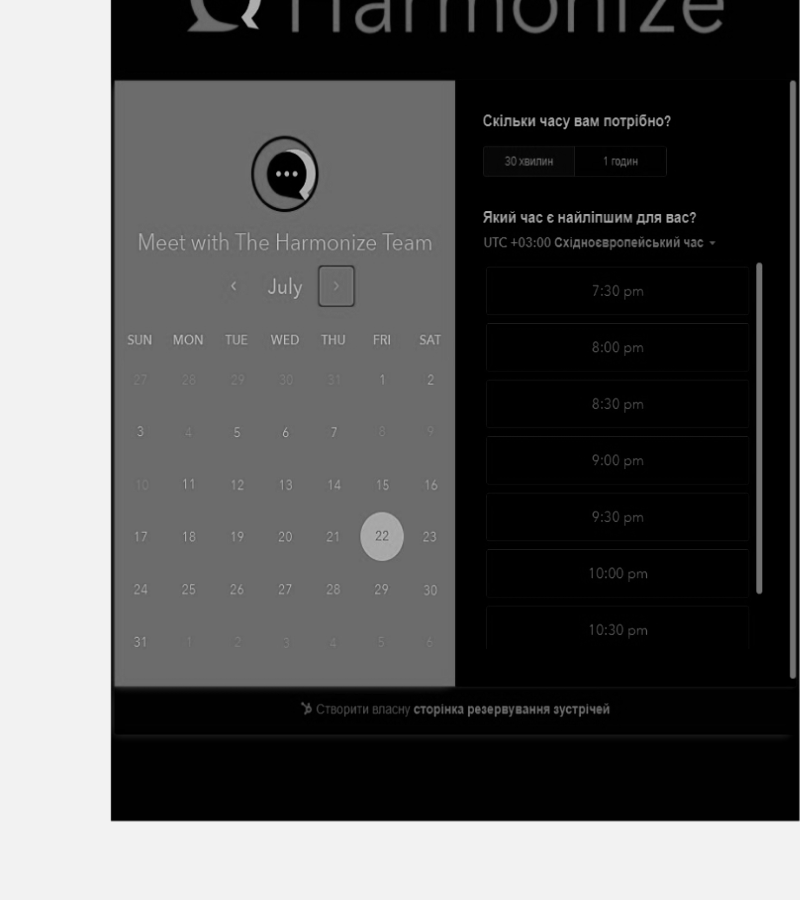 Harmonize
Meet with The Harmonize Team
July
SUN MON TUE WED THU FRI SAT
27 28 29 30 31 1 2
3 4 5 6 7 8 9
10 11 12 13 14 15 16
17 18 19 20 21 22 23
24 25 26 27 28 29 30
31 1 2 3 4 5 6
Скільки часу вам потрібно?
30 хвилин 1 годин
Який час є найліпшим для вас?
UTC +03:00 Східноєвропейський час
7:30 pm
8:00 pm
8:30 pm
9:00 pm
9:30 pm
10:00 pm
10:30 pm
Створити власну сторінка резервування зустрічей